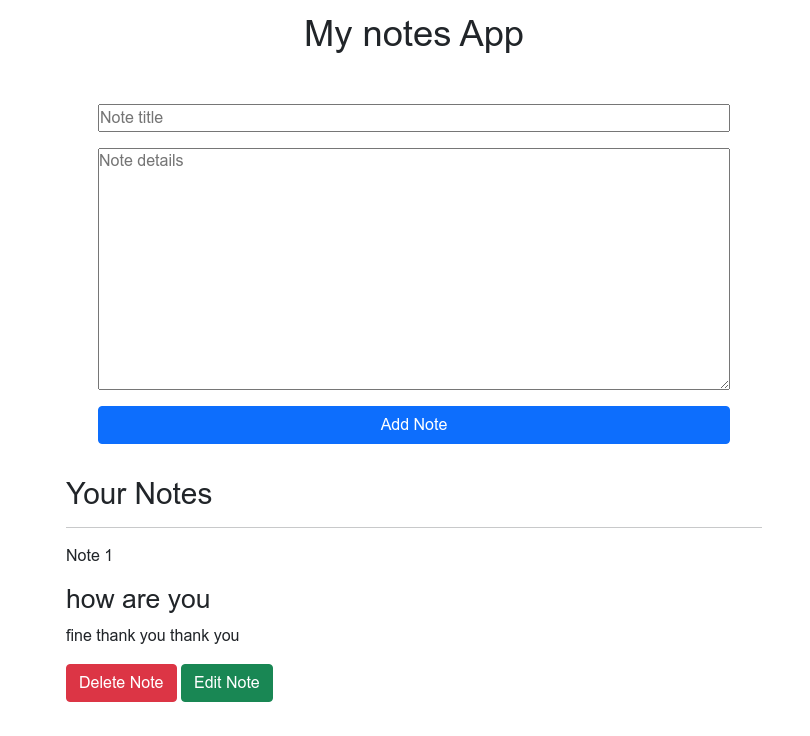 My notes App
Note title
Note details
Add Note
Your Notes
Note 1
how are you
fine thank you thank you
Delete Note Edit Note